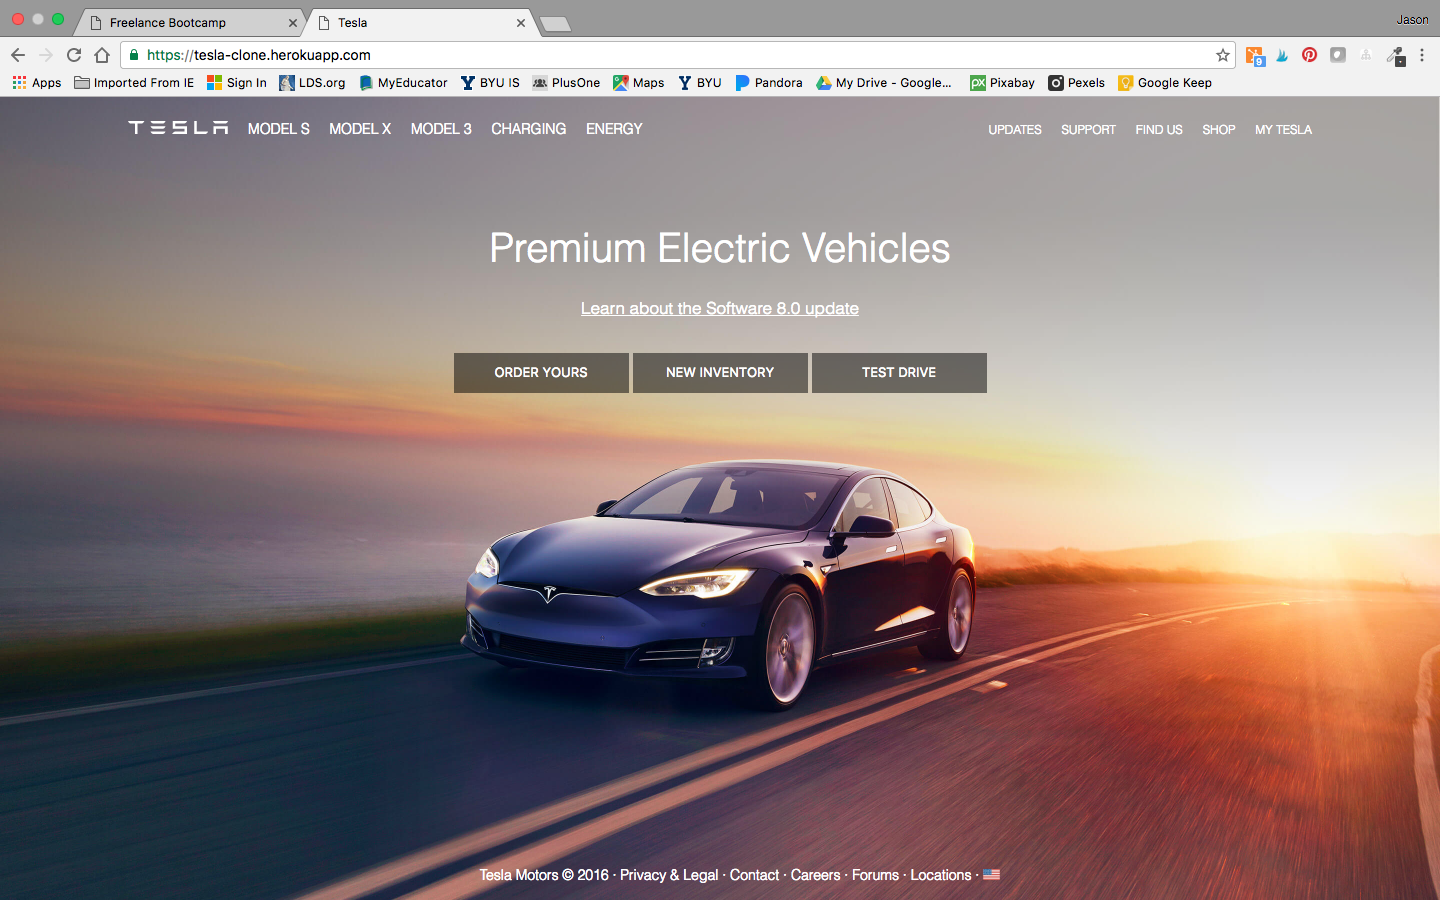 Freelance Bootcamp
Tesla
Jason
https://tesla-clone.herokuapp.com
9
Apps Imported From IE Sign In LDS.org MyEducator BYU IS PlusOne Maps BYU Pandora My Drive - Google... Pixabay Pexels Google Keep
TESLA MODEL S MODEL X MODEL 3 CHARGING ENERGY UPDATES SUPPORT FIND US SHOP MY TESLA
Premium Electric Vehicles
Learn about the Software 8.0 update
ORDER YOURS NEW INVENTORY TEST DRIVE
Tesla Motors © 2016 · Privacy & Legal · Contact · Careers · Forums · Locations ·